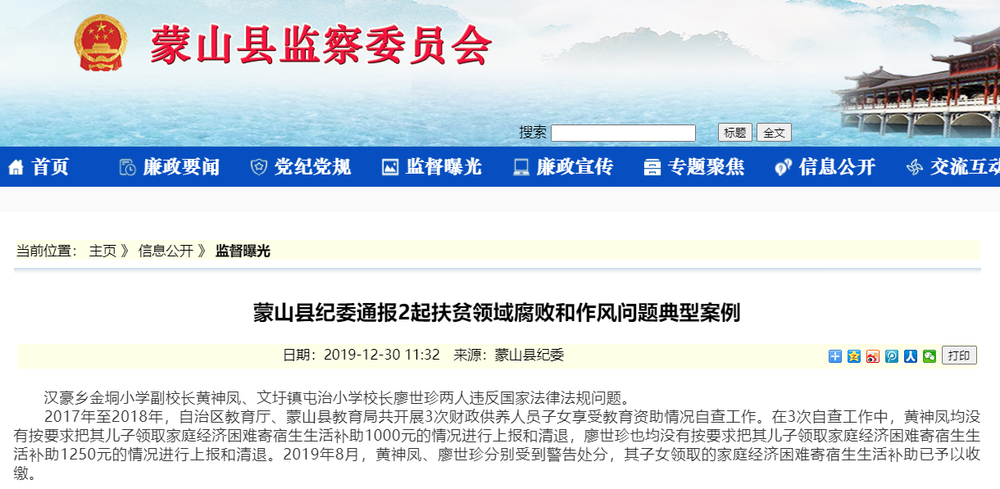 蒙山县监察委员会
搜索 标题 全文
首页 廉政要闻 党纪党规 监督曝光 廉政宣传 专题聚焦 信息公开 交流互动
当前位置： 主页 》 信息公开 》 监督曝光
蒙山县纪委通报2起扶贫领域腐败和作风问题典型案例
日期：2019-12-30 11:32 来源：蒙山县纪委 打印
汉豪乡金垌小学副校长黄神凤、文圩镇屯治小学校长廖世珍两人违反国家法律法规问题。
2017年至2018年，自治区教育厅、蒙山县教育局共开展3次财政供养人员子女享受教育资助情况自查工作。在3次自查工作中，黄神凤均没
有按要求把其儿子领取家庭经济困难寄宿生生活补助1000元的情况进行上报和清退，廖世珍也均没有按要求把其儿子领取家庭经济困难寄宿生生
活补助1250元的情况进行上报和清退。2019年8月，黄神凤、廖世珍分别受到警告处分，其子女领取的家庭经济困难寄宿生生活补助已予以收
缴。